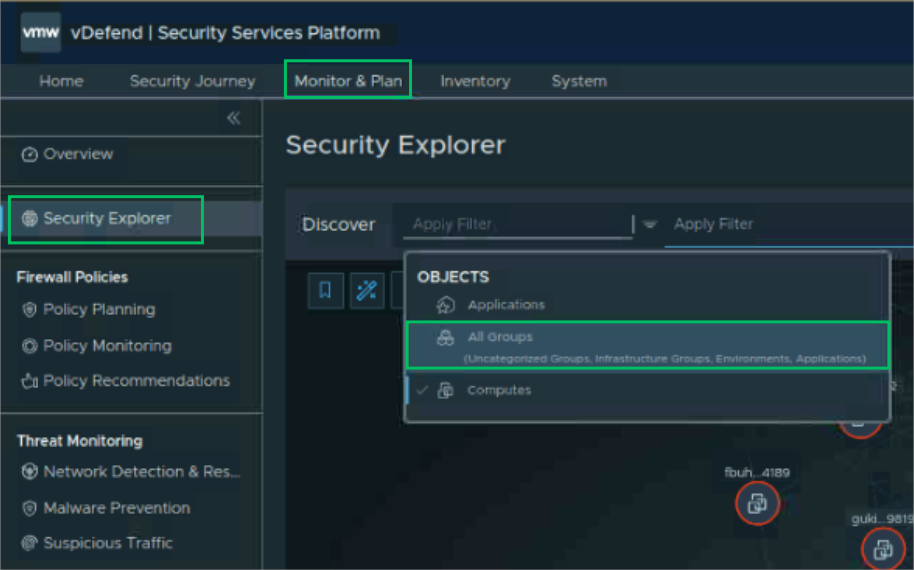 vmw vDefend | Security Services Platform
Home Security Journey Monitor & Plan Inventory System
Overview
Security Explorer
Firewall Policies
Policy Planning
Policy Monitoring
Policy Recommendations
Threat Monitoring
Network Detection & Res...
Malware Prevention
Suspicious Traffic
Security Explorer
Discover Apply Filter Apply Filter
OBJECTS
Applications
All Groups
(Uncategorized Groups, Infrastructure Groups, Environments, Applications)
Computes
fbuh...4189
guki...9819